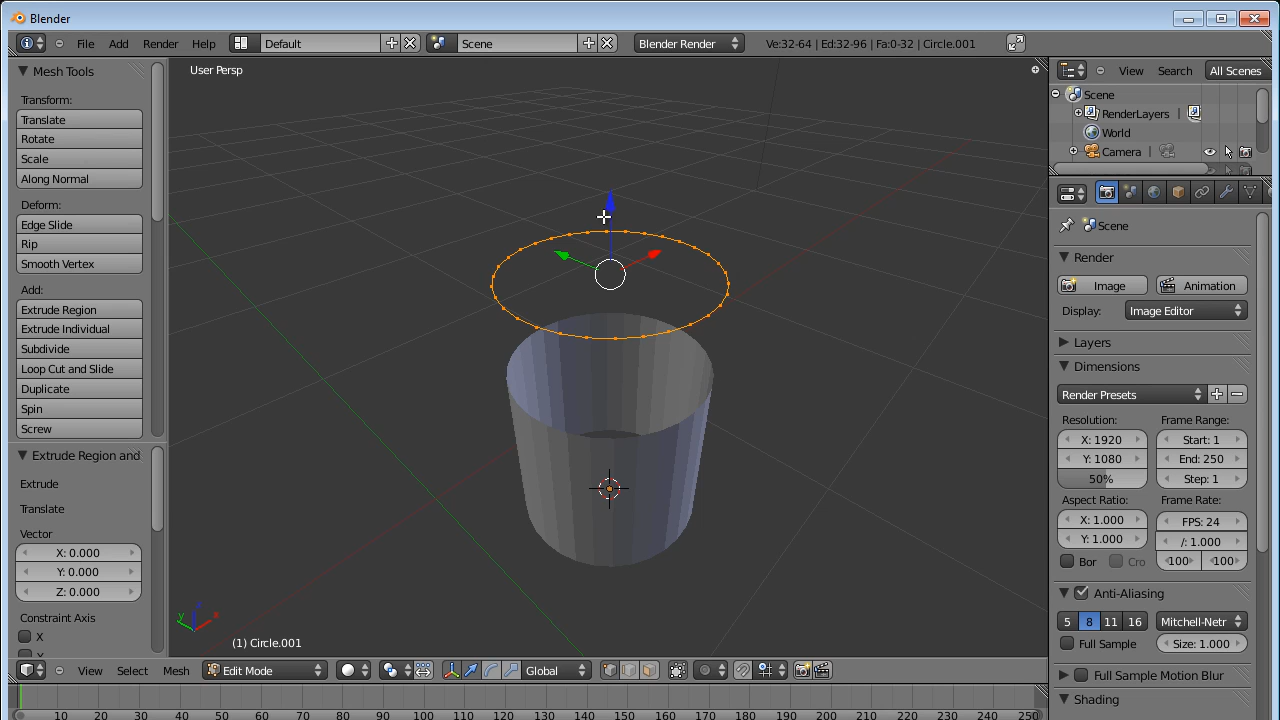 Blender
File Add Render Help Default Scene Blender Render Ve:32-64 | Ed:32-96 | Fa:0-32 | Circle.001
Mesh Tools
Transform:
Translate
Rotate
Scale
Along Normal
Deform:
Edge Slide
Rip
Smooth Vertex
Add:
Extrude Region
Extrude Individual
Subdivide
Loop Cut and Slide
Duplicate
Spin
Screw
Extrude Region and
Extrude
Translate
Vector
X: 0.000
Y: 0.000
Z: 0.000
Constraint Axis
X
User Persp
y
x
(1) Circle.001
View Select Mesh Edit Mode Global
10 20 30 40 50 60 70 80 90 100 110 120 130 140 150 160 170 180 190 200 210 220 230 240 250
View Search All Scenes
Scene
RenderLayers |
World
Camera |
Scene
Render
Image Animation
Display: Image Editor
Layers
Dimensions
Render Presets
Resolution: Frame Range:
X: 1920 Start: 1
Y: 1080 End: 250
50% Step: 1
Aspect Ratio: Frame Rate:
X: 1.000 FPS: 24
Y: 1.000 /: 1.000
Bor Cro 100 100
Anti-Aliasing
5 8 11 16 Mitchell-Netr
Full Sample Size: 1.000
Full Sample Motion Blur
Shading